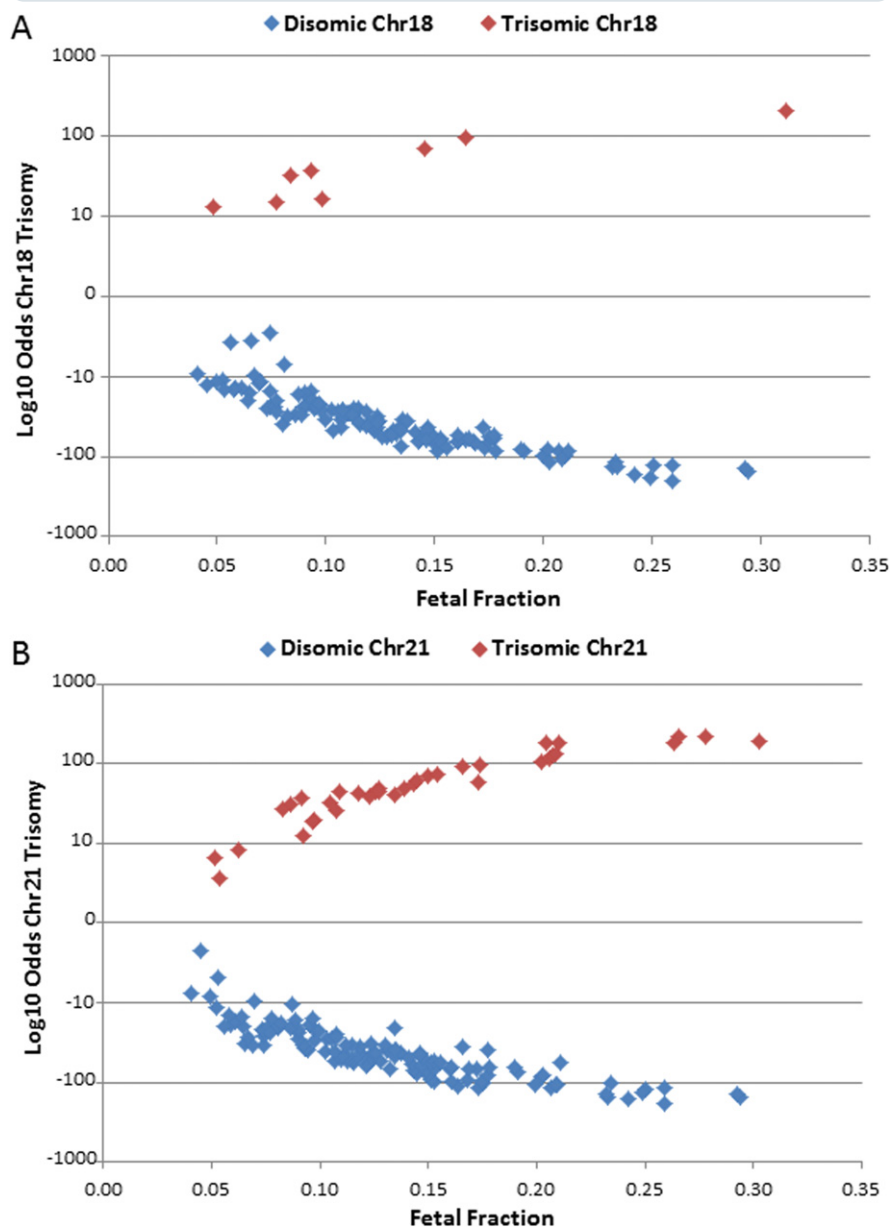 A
Disomic Chr18 Trisomic Chr18
Log10 Odds Chr18 Trisomy
1000
100
10
0
-10
-100
-1000
0.00 0.05 0.10 0.15 0.20 0.25 0.30 0.35
Fetal Fraction
B
Disomic Chr21 Trisomic Chr21
Log10 Odds Chr21 Trisomy
1000
100
10
0
-10
-100
-1000
0.00 0.05 0.10 0.15 0.20 0.25 0.30 0.35
Fetal Fraction